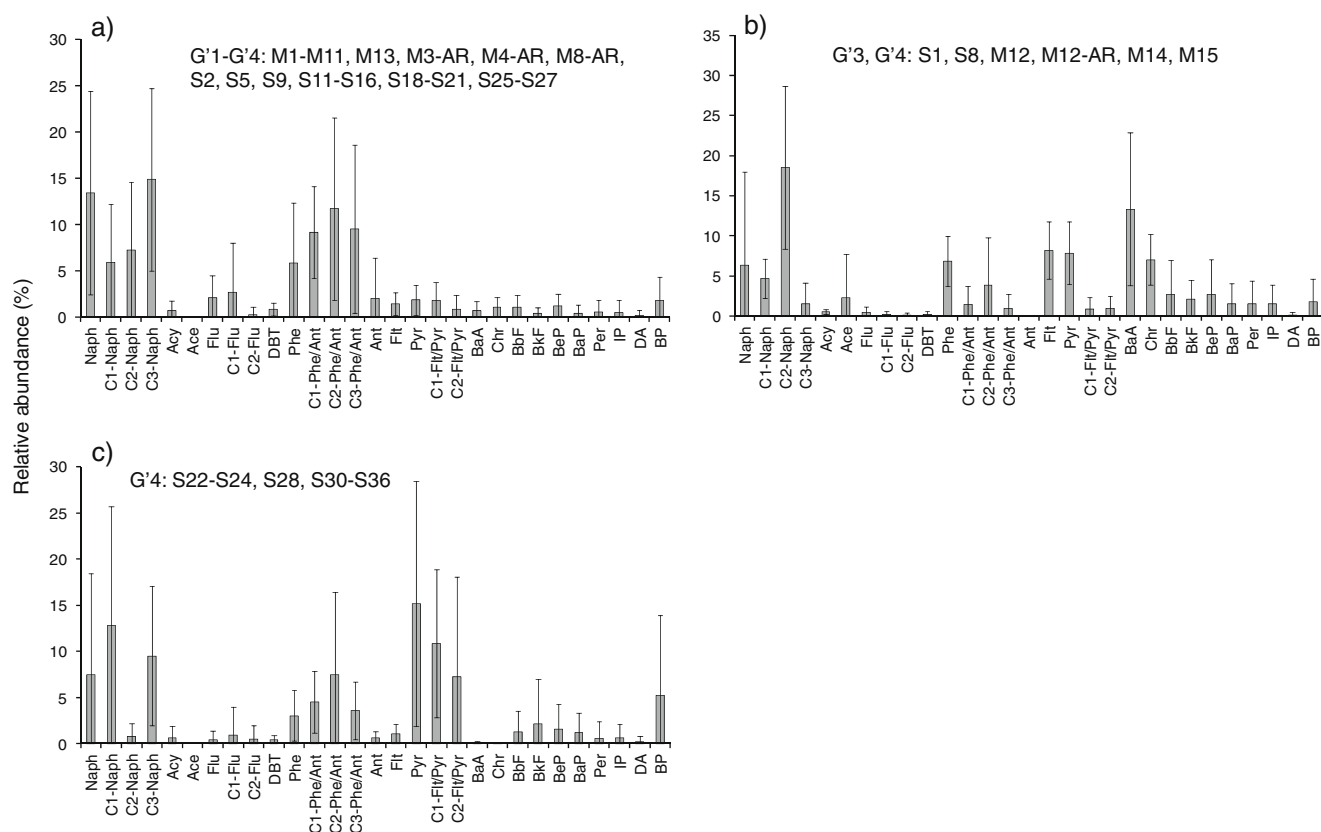 a)
G'1-G'4: M1-M11, M13, M3-AR, M4-AR, M8-AR,
S2, S5, S9, S11-S16, S18-S21, S25-S27
30
25
20
15
10
5
0
Naph
C1-Naph
C2-Naph
C3-Naph
Acy
Ace
Flu
C1-Flu
C2-Flu
DBT
Phe
C1-Phe/Ant
C2-Phe/Ant
C3-Phe/Ant
Ant
Flt
Pyr
C1-Flt/Pyr
C2-Flt/Pyr
BaA
Chr
BbF
BkF
BeP
BaP
Per
IP
DA
BP
b)
G'3, G'4: S1, S8, M12, M12-AR, M14, M15
35
30
25
20
15
10
5
0
Naph
C1-Naph
C2-Naph
C3-Naph
Acy
Ace
Flu
C1-Flu
C2-Flu
DBT
Phe
C1-Phe/Ant
C2-Phe/Ant
C3-Phe/Ant
Ant
Flt
Pyr
C1-Flt/Pyr
C2-Flt/Pyr
BaA
Chr
BbF
BkF
BeP
BaP
Per
IP
DA
BP
Relative abundance (%)
c)
G'4: S22-S24, S28, S30-S36
30
25
20
15
10
5
0
Naph
C1-Naph
C2-Naph
C3-Naph
Acy
Ace
Flu
C1-Flu
C2-Flu
DBT
Phe
C1-Phe/Ant
C2-Phe/Ant
C3-Phe/Ant
Ant
Flt
Pyr
C1-Flt/Pyr
C2-Flt/Pyr
BaA
Chr
BbF
BkF
BeP
BaP
Per
IP
DA
BP